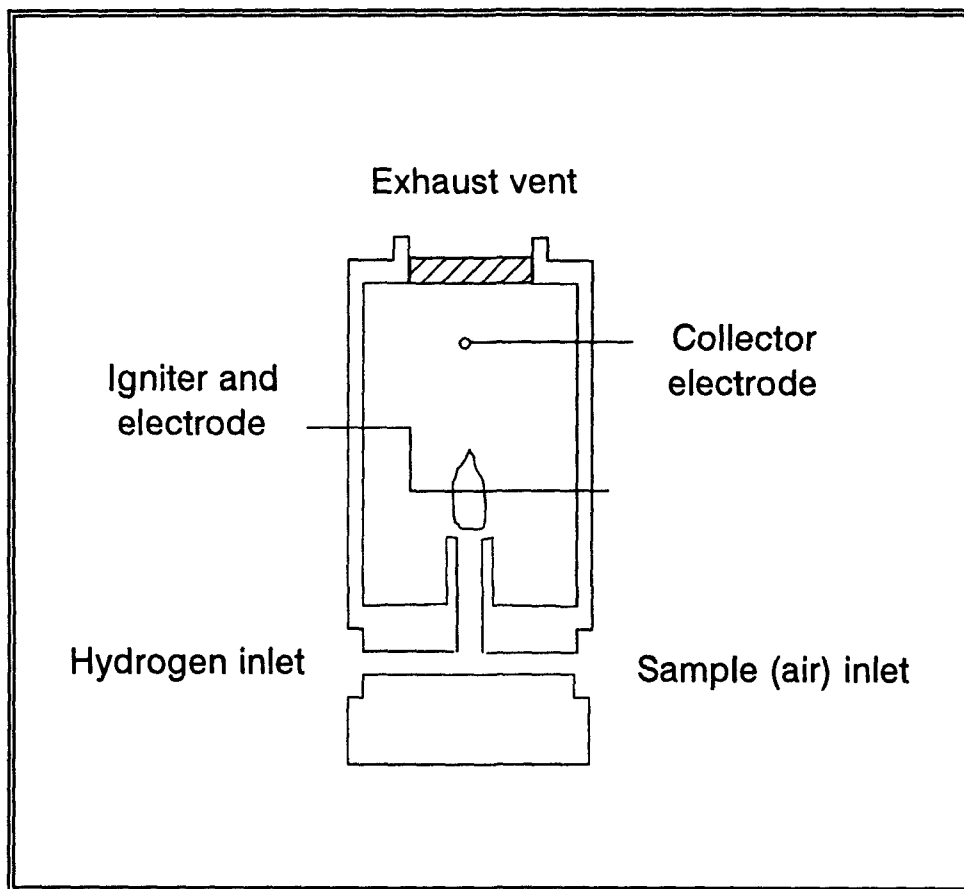 Exhaust vent
Igniter and
electrode
Collector
electrode
Hydrogen inlet
Sample (air) inlet